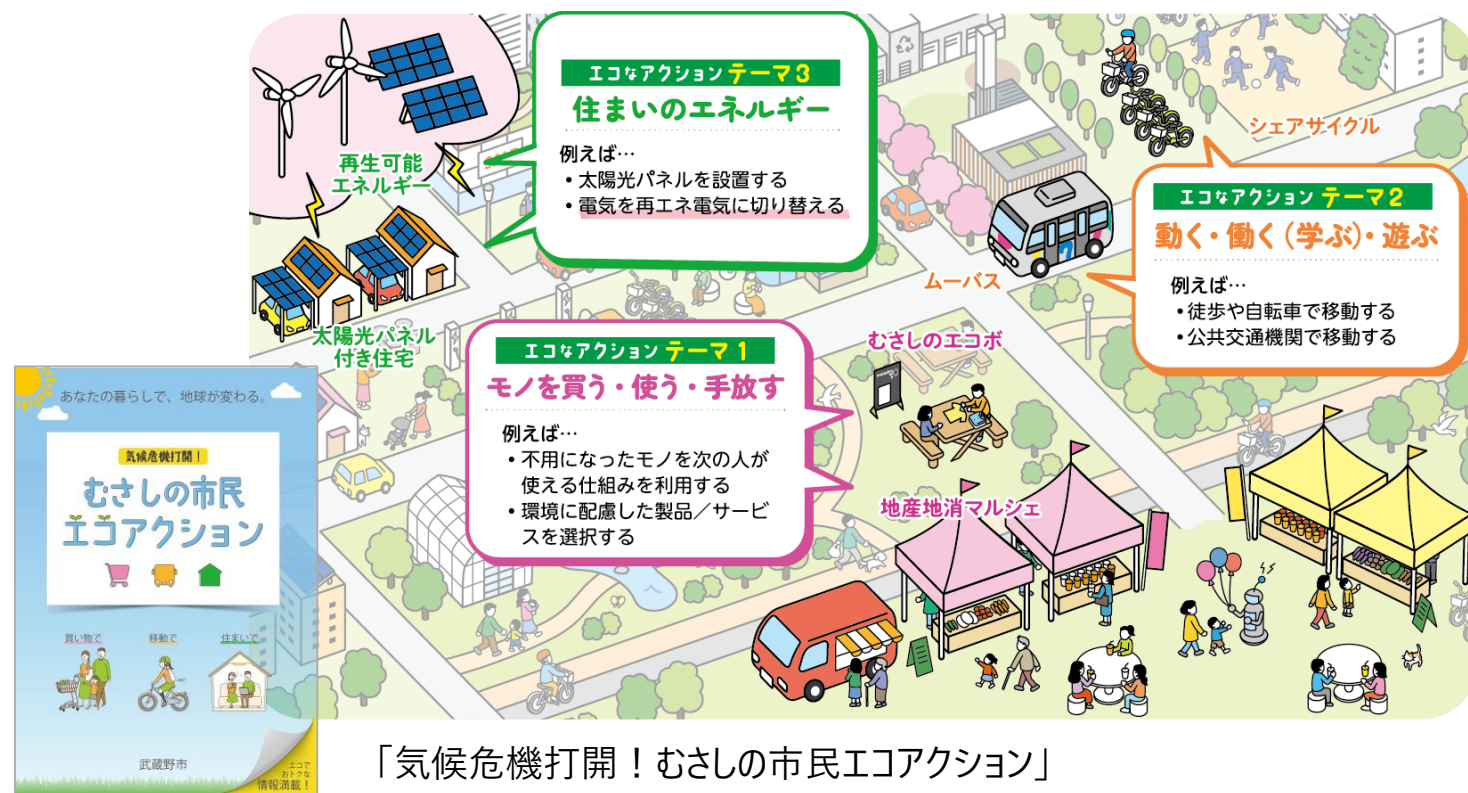 エコなアクション テーマ3
住まいのエネルギー
例えば…
・太陽光パネルを設置する
・電気を再エネ電気に切り替える
再生可能
エネルギー
太陽光パネル
付き住宅
シェアサイクル
エコなアクション テーマ2
動く・働く(学ぶ)・遊ぶ
例えば…
・徒歩や自転車で移動する
・公共交通機関で移動する
ムーバス
エコなアクション テーマ1
モノを買う・使う・手放す
例えば…
・不用になったモノを次の人が
使える仕組みを利用する
・環境に配慮した製品／サービ
スを選択する
むさしのエコボ
地産地消マルシェ
あなたの暮らしで、地球が変わる。
気候危機打開！
むさしの市民
エコアクション
買い物で
移動で
住まいで
武蔵野市
エコで
おトクな
情報満載！
「気候危機打開！むさしの市民エコアクション」